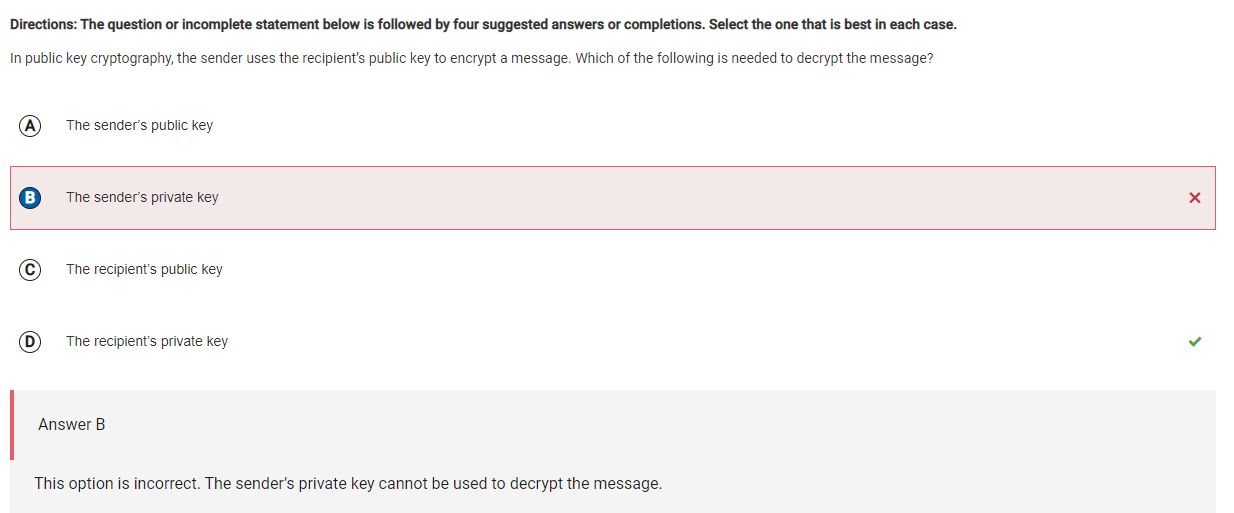 Directions: The question or incomplete statement below is followed by four suggested answers or completions. Select the one that is best in each case.
In public key cryptography, the sender uses the recipient's public key to encrypt a message. Which of the following is needed to decrypt the message?
A The sender's public key
B The sender's private key
C The recipient's public key
D The recipient's private key
Answer B
This option is incorrect. The sender's private key cannot be used to decrypt the message.